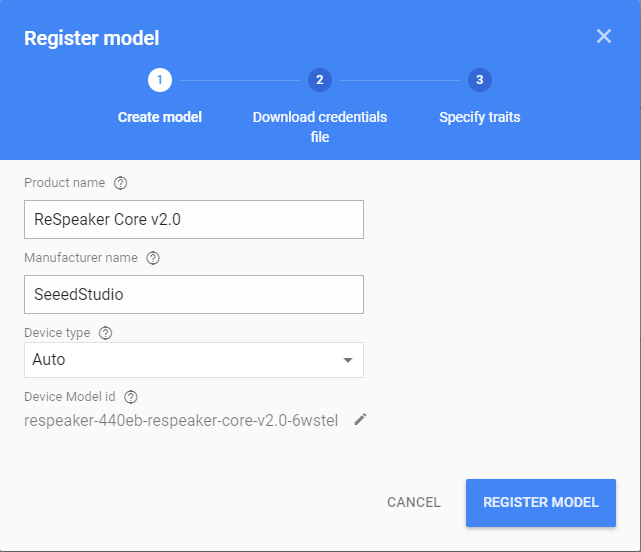 Register model
1
2
3
Create model
Download credentials
file
Specify traits
Product name
ReSpeaker Core v2.0
Manufacturer name
SeeedStudio
Device type
Auto
Device Model id
respeaker-440eb-respeaker-core-v2.0-6wstel
CANCEL
REGISTER MODEL